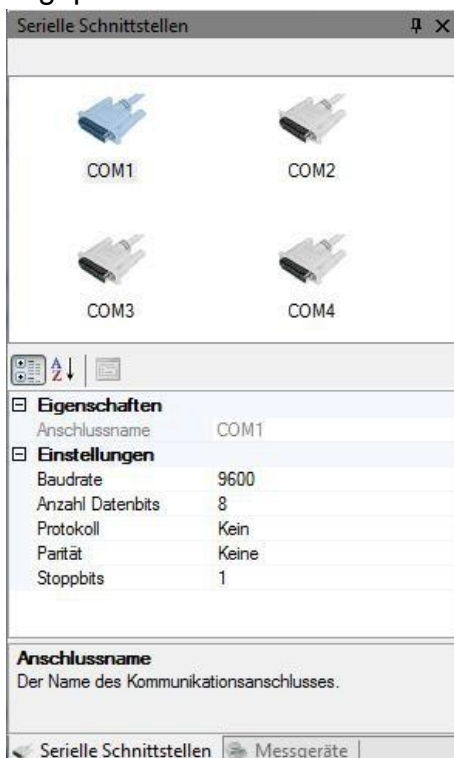 Serielle Schnittstellen
COM1 COM2
COM3 COM4
Eigenschaften
Anschlussname COM1
Einstellungen
Baudrate 9600
Anzahl Datenbits 8
Protokoll Kein
Parität Keine
Stoppbits 1
Anschlussname
Der Name des Kommunikationsanschlusses.
Serielle Schnittstellen Messgeräte